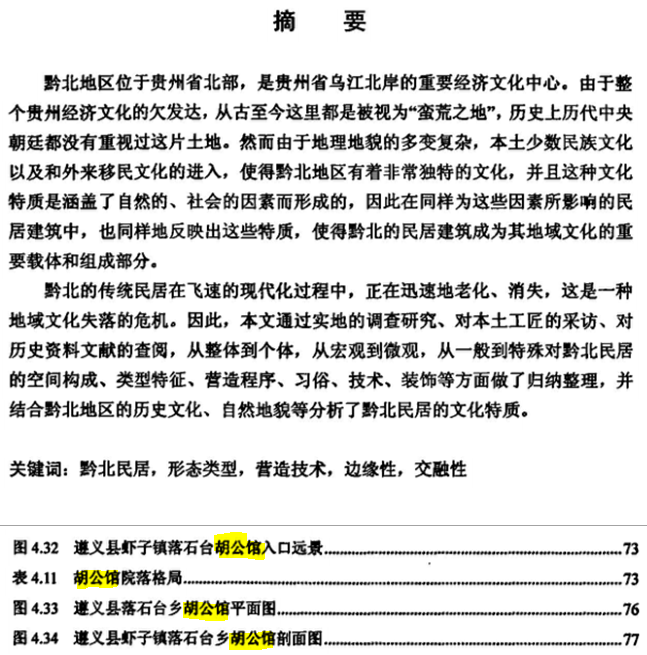 摘 要
黔北地区位于贵州省北部，是贵州省乌江北岸的重要经济文化中心。由于整
个贵州经济文化的欠发达，从古至今这里都是被视为“蛮荒之地”，历史上历代中央
朝廷都没有重视过这片土地。然而由于地理地貌的多变复杂，本土少数民族文化
以及和外来移民文化的进入，使得黔北地区有着非常独特的文化，并且这种文化
特质是涵盖了自然的、社会的因素而形成的，因此在同样为这些因素所影响的民
居建筑中，也同样地反映出这些特质，使得黔北的民居建筑成为其地域文化的重
要载体和组成部分。
黔北的传统民居在飞速的现代化过程中，正在迅速地老化、消失，这是一种
地域文化失落的危机。因此，本文通过实地的调查研究、对本土工匠的采访、对
历史资料文献的查阅，从整体到个体，从宏观到微观，从一般到特殊对黔北民居
的空间构成、类型特征、营造程序、习俗、技术、装饰等方面做了归纳整理，并
结合黔北地区的历史文化、自然地貌等分析了黔北民居的文化特质。
关键词：黔北民居，形态类型，营造技术，边缘性，交融性
图 4.32 遵义县虾子镇落石台胡公馆入口远景........................................73
表 4.11 胡公馆院落格局........................................73
图 4.33 遵义县落石台乡胡公馆平面图........................................76
图 4.34 遵义县虾子镇落石台乡胡公馆剖面图........................................77